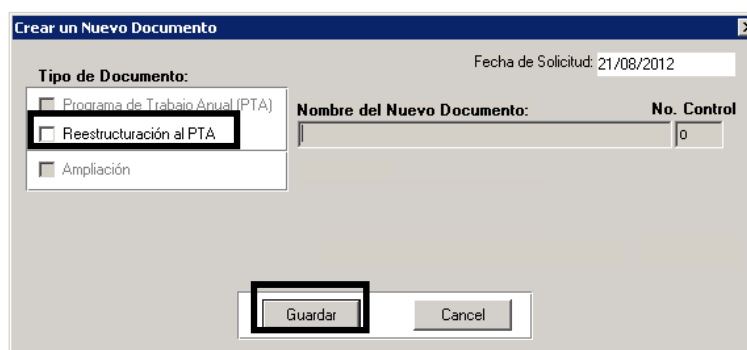 Crear un Nuevo Documento
Fecha de Solicitud: 21/08/2012
Tipo de Documento:
Programa de Trabajo Anual (PTA)
Nombre del Nuevo Documento: No. Control
Reestructuración al PTA
0
Ampliación
Guardar Cancel